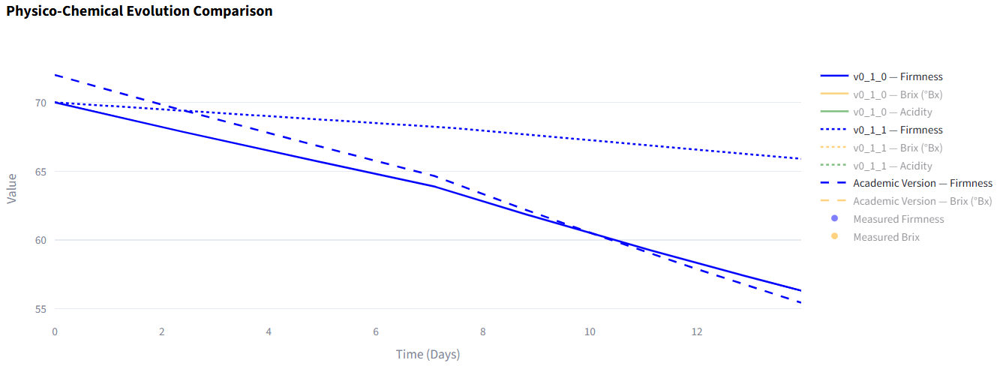 Physico-Chemical Evolution Comparison
v0_1_0 — Firmness
v0_1_0 — Brix (°Bx)
v0_1_0 — Acidity
v0_1_1 — Firmness
v0_1_1 — Brix (°Bx)
v0_1_1 — Acidity
Academic Version — Firmness
Academic Version — Brix (°Bx)
Measured Firmness
Measured Brix
Value
70
65
60
55
0 2 4 6 8 10 12
Time (Days)